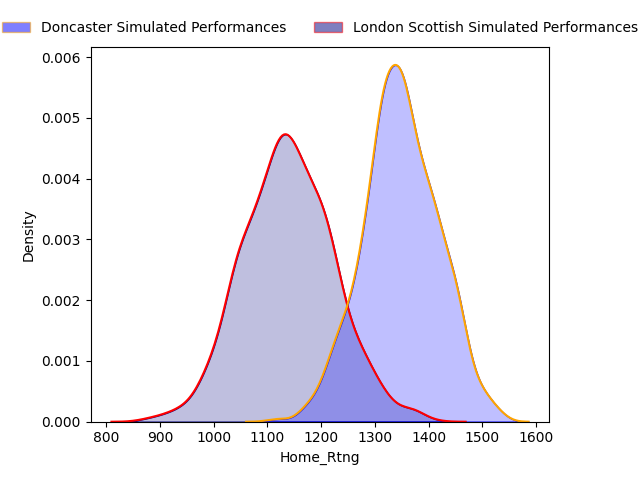 Doncaster Simulated Performances London Scottish Simulated Performances
0.006
0.005
0.004
0.003
0.002
0.001
0.000
Density
800 900 1000 1100 1200 1300 1400 1500 1600
Home_Rtng